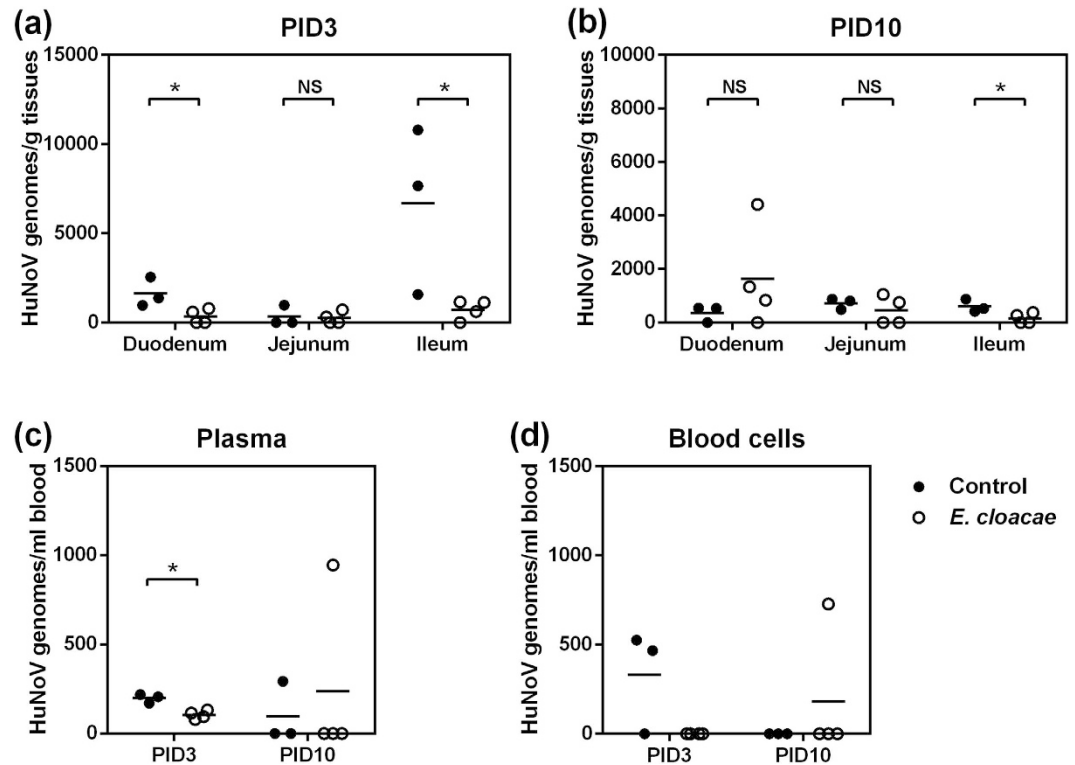 (a) PID3
HuNoV genomes/g tissues
15000
10000
5000
0
* NS *
Duodenum Jejunum Ileum
(b) PID10
HuNoV genomes/g tissues
10000
8000
6000
4000
2000
0
NS NS *
Duodenum Jejunum Ileum
(c) Plasma
HuNoV genomes/ml blood
1500
1000
500
0
*
PID3 PID10
(d) Blood cells
HuNoV genomes/ml blood
1500
1000
500
0
PID3 PID10
Control
E. cloacae